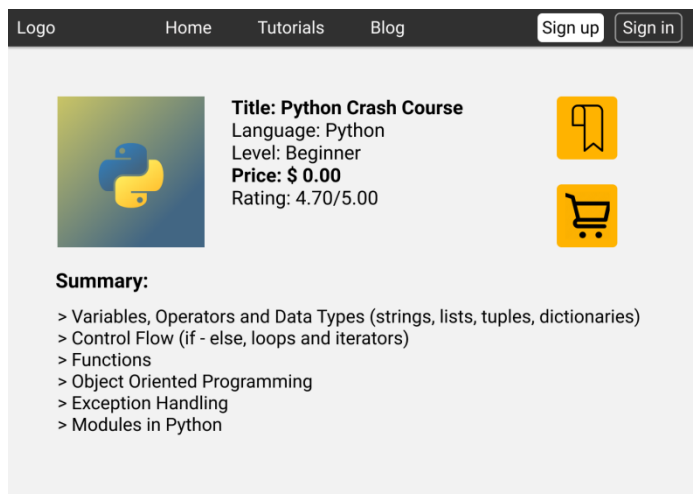 Logo Home Tutorials Blog Sign up Sign in
Title: Python Crash Course
Language: Python
Level: Beginner
Price: $ 0.00
Rating: 4.70/5.00
Summary:
> Variables, Operators and Data Types (strings, lists, tuples, dictionaries)
> Control Flow (if - else, loops and iterators)
> Functions
> Object Oriented Programming
> Exception Handling
> Modules in Python